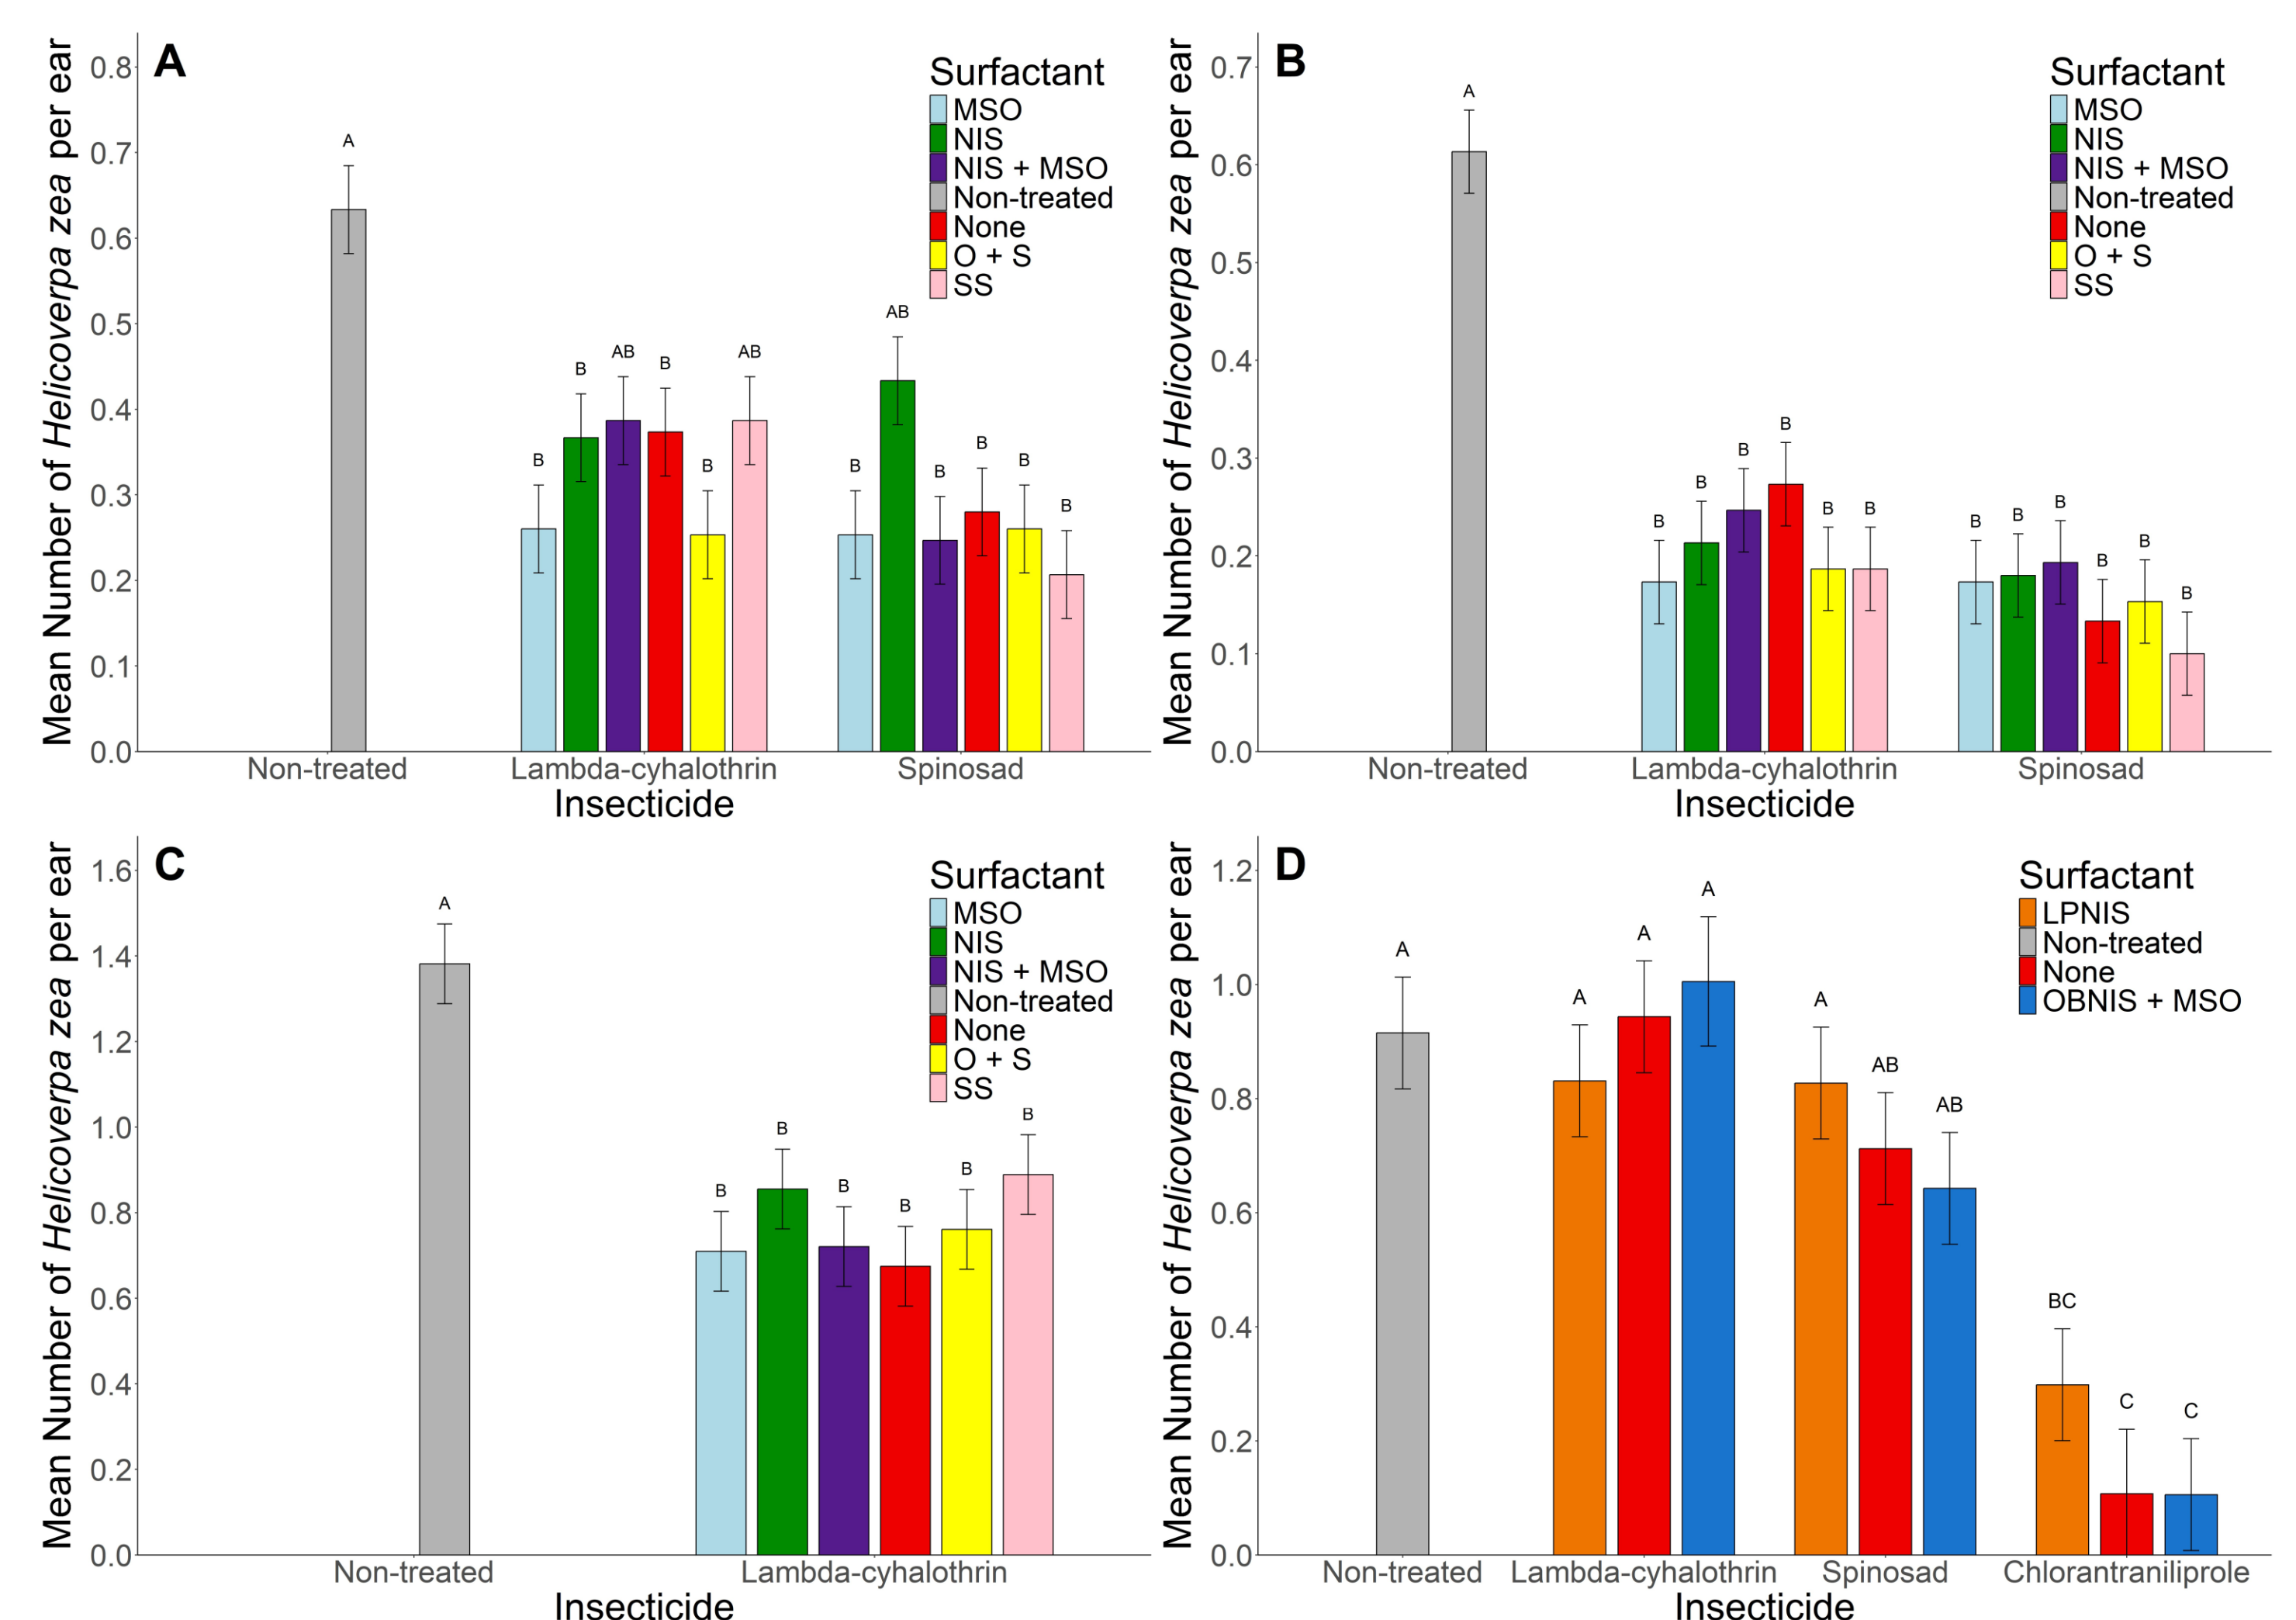 A
Mean Number of Helicoverpa zea per ear
0.8
0.7
0.6
0.5
0.4
0.3
0.2
0.1
0.0
Surfactant
MSO
NIS
NIS + MSO
Non-treated
None
O + S
SS
A
B
B
AB
B
B
AB
B
AB
B
B
B
B
Non-treated
Lambda-cyhalothrin
Spinosad
Insecticide
B
Mean Number of Helicoverpa zea per ear
0.7
0.6
0.5
0.4
0.3
0.2
0.1
0.0
Surfactant
MSO
NIS
NIS + MSO
Non-treated
None
O + S
SS
A
B
B
B
B
B
B
B
B
B
B
B
B
Non-treated
Lambda-cyhalothrin
Spinosad
Insecticide
C
Mean Number of Helicoverpa zea per ear
1.6
1.4
1.2
1.0
0.8
0.6
0.4
0.2
0.0
Surfactant
MSO
NIS
NIS + MSO
Non-treated
None
O + S
SS
A
B
B
B
B
B
B
Non-treated
Lambda-cyhalothrin
Insecticide
D
Mean Number of Helicoverpa zea per ear
1.2
1.0
0.8
0.6
0.4
0.2
0.0
Surfactant
LPNIS
Non-treated
None
OBNIS + MSO
A
A
A
A
A
AB
AB
BC
C
C
Non-treated
Lambda-cyhalothrin
Spinosad
Chlorantraniliprole
Insecticide